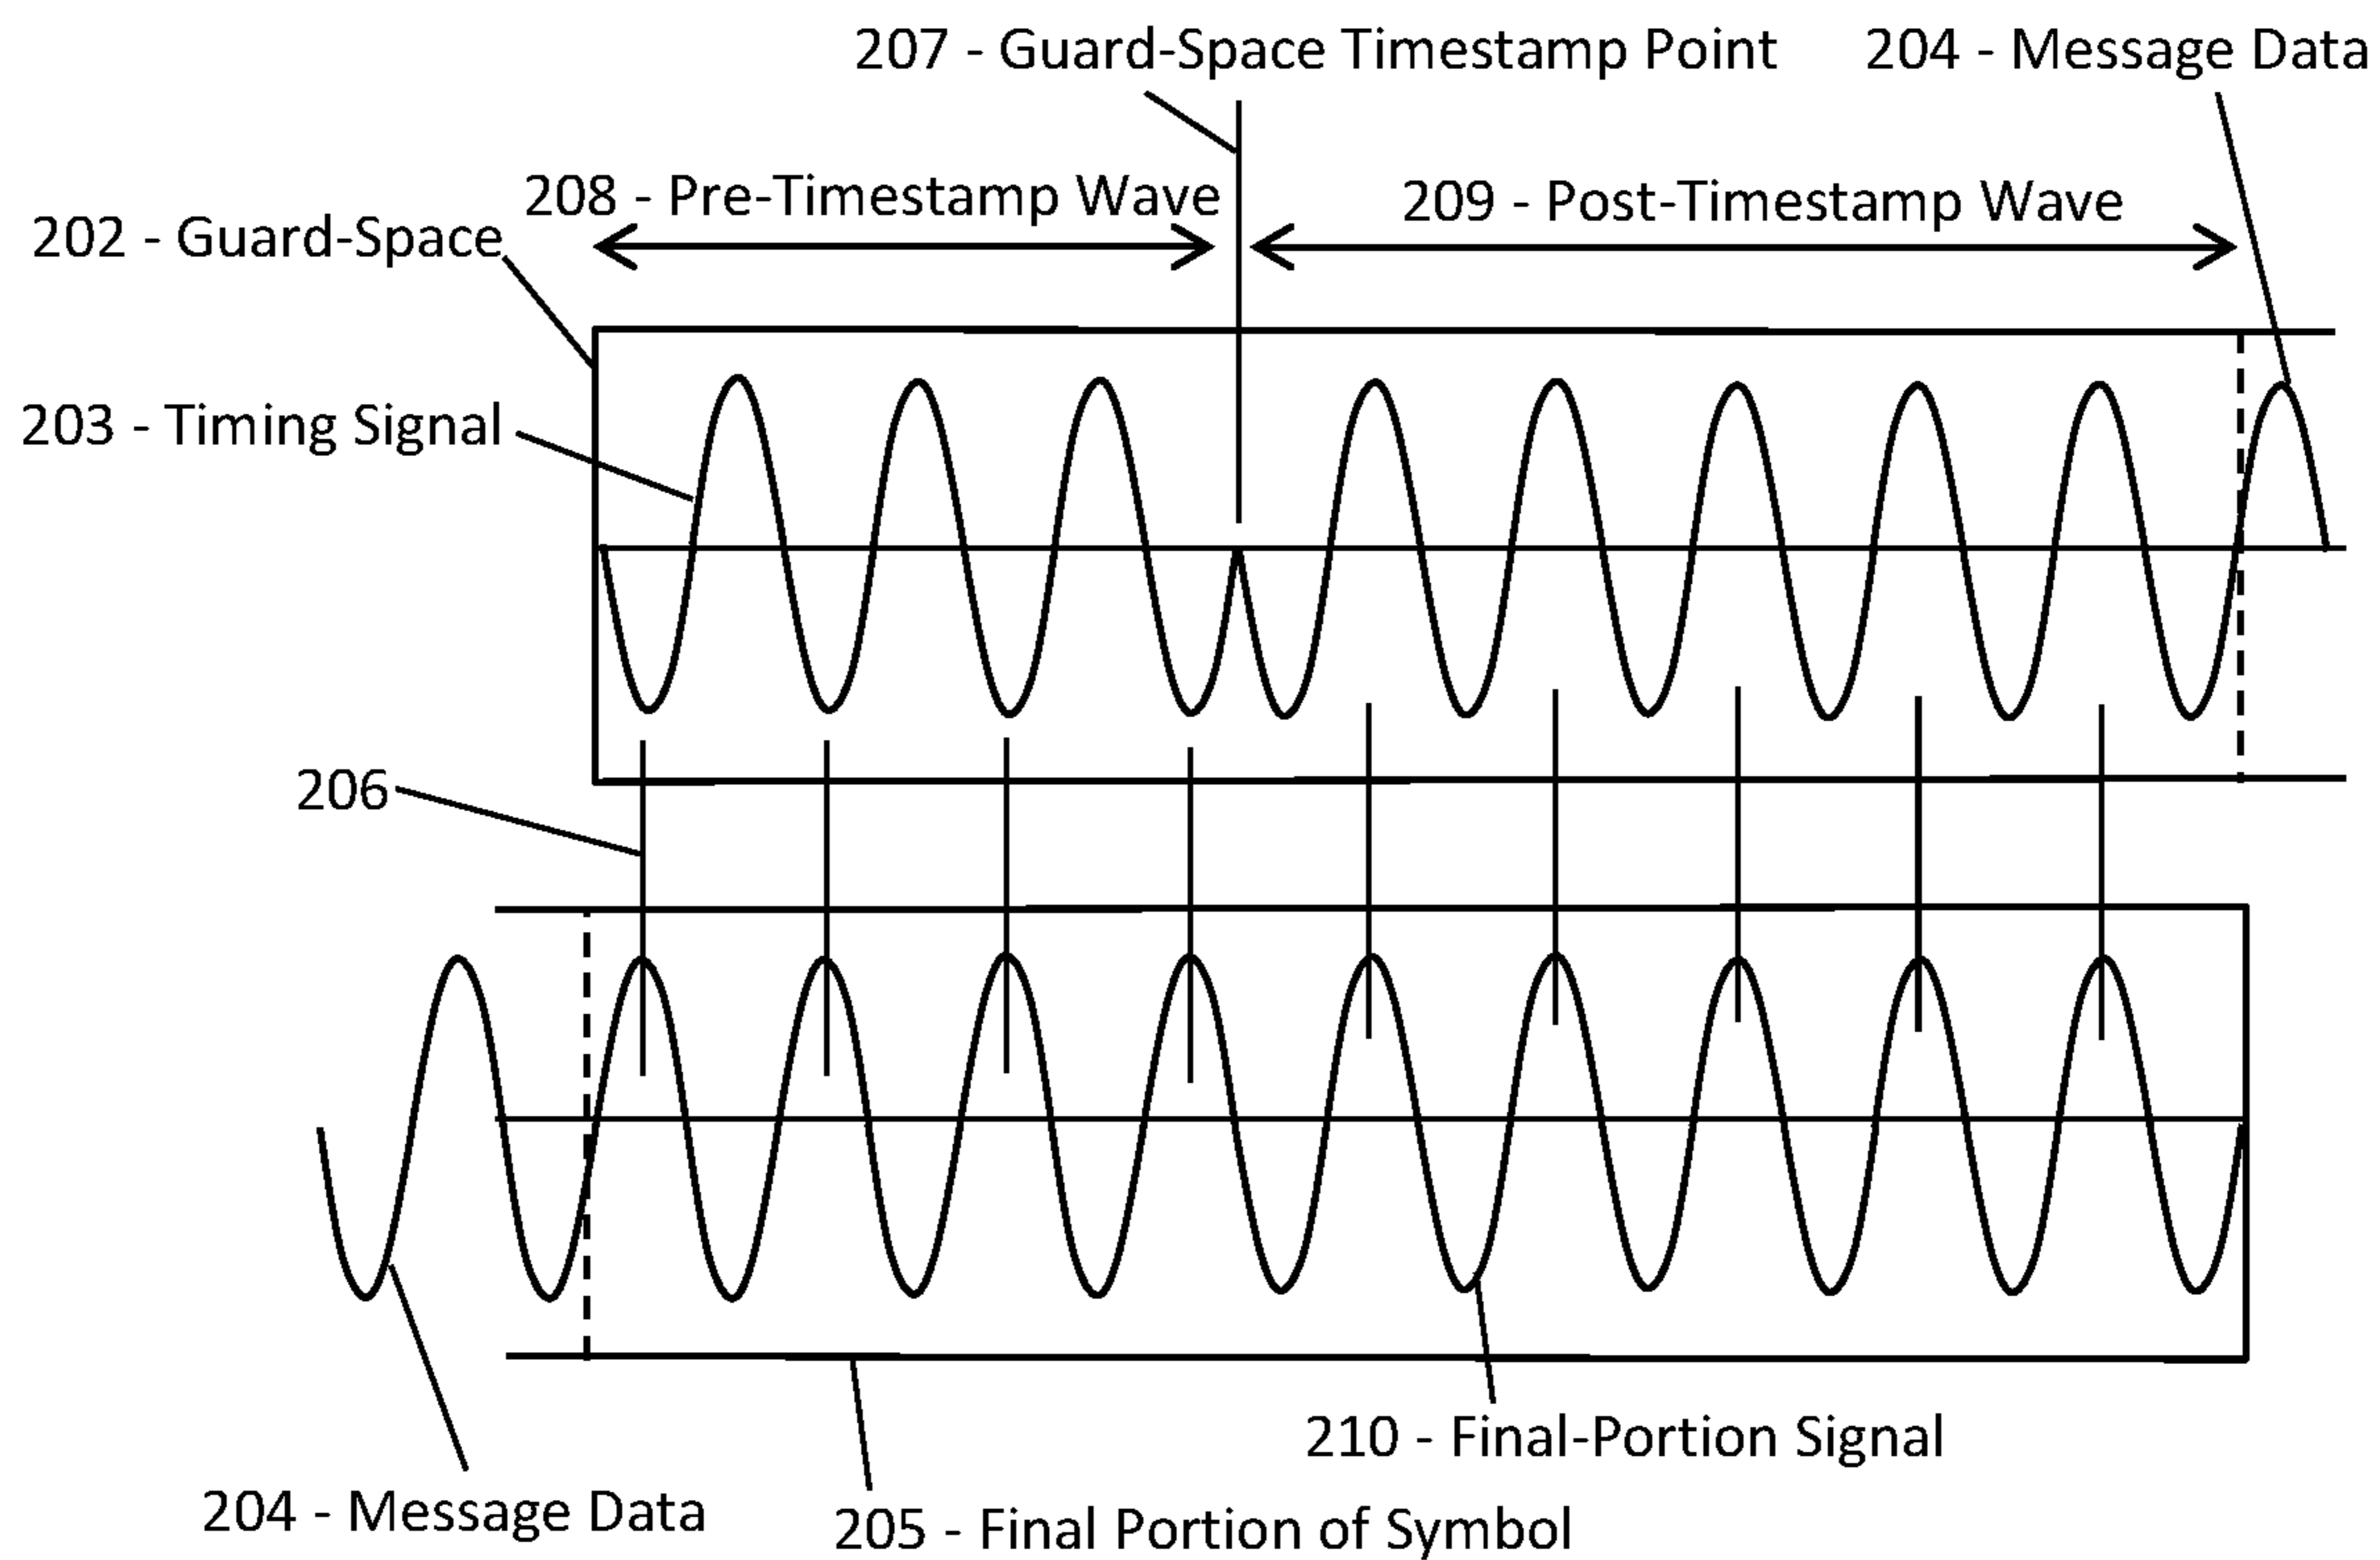 207 - Guard-Space Timestamp Point
204 - Message Data
208 - Pre-Timestamp Wave
209 - Post-Timestamp Wave
202 - Guard-Space
203 - Timing Signal
206
210 - Final-Portion Signal
204 - Message Data
205 - Final Portion of Symbol